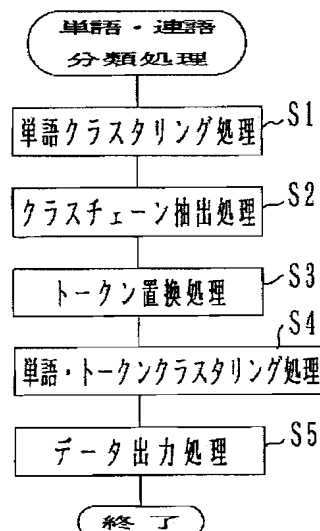 単語・連語
分類処理
単語クラスタリング処理 S1
クラスチェーン抽出処理 S2
トークン置換処理 S3
単語・トークンクラスタリング処理 S4
データ出力処理 S5
終了